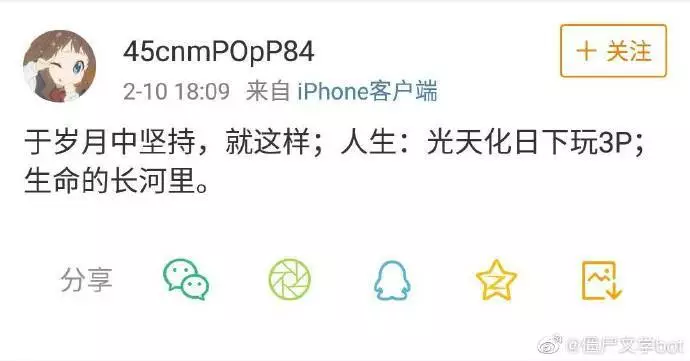 45cnmPOpP84
+ 关注
2-10 18:09 来自 iPhone客户端
于岁月中坚持，就这样；人生：光天化日下玩3P；
生命的长河里。
分享
@僵尸文学bot